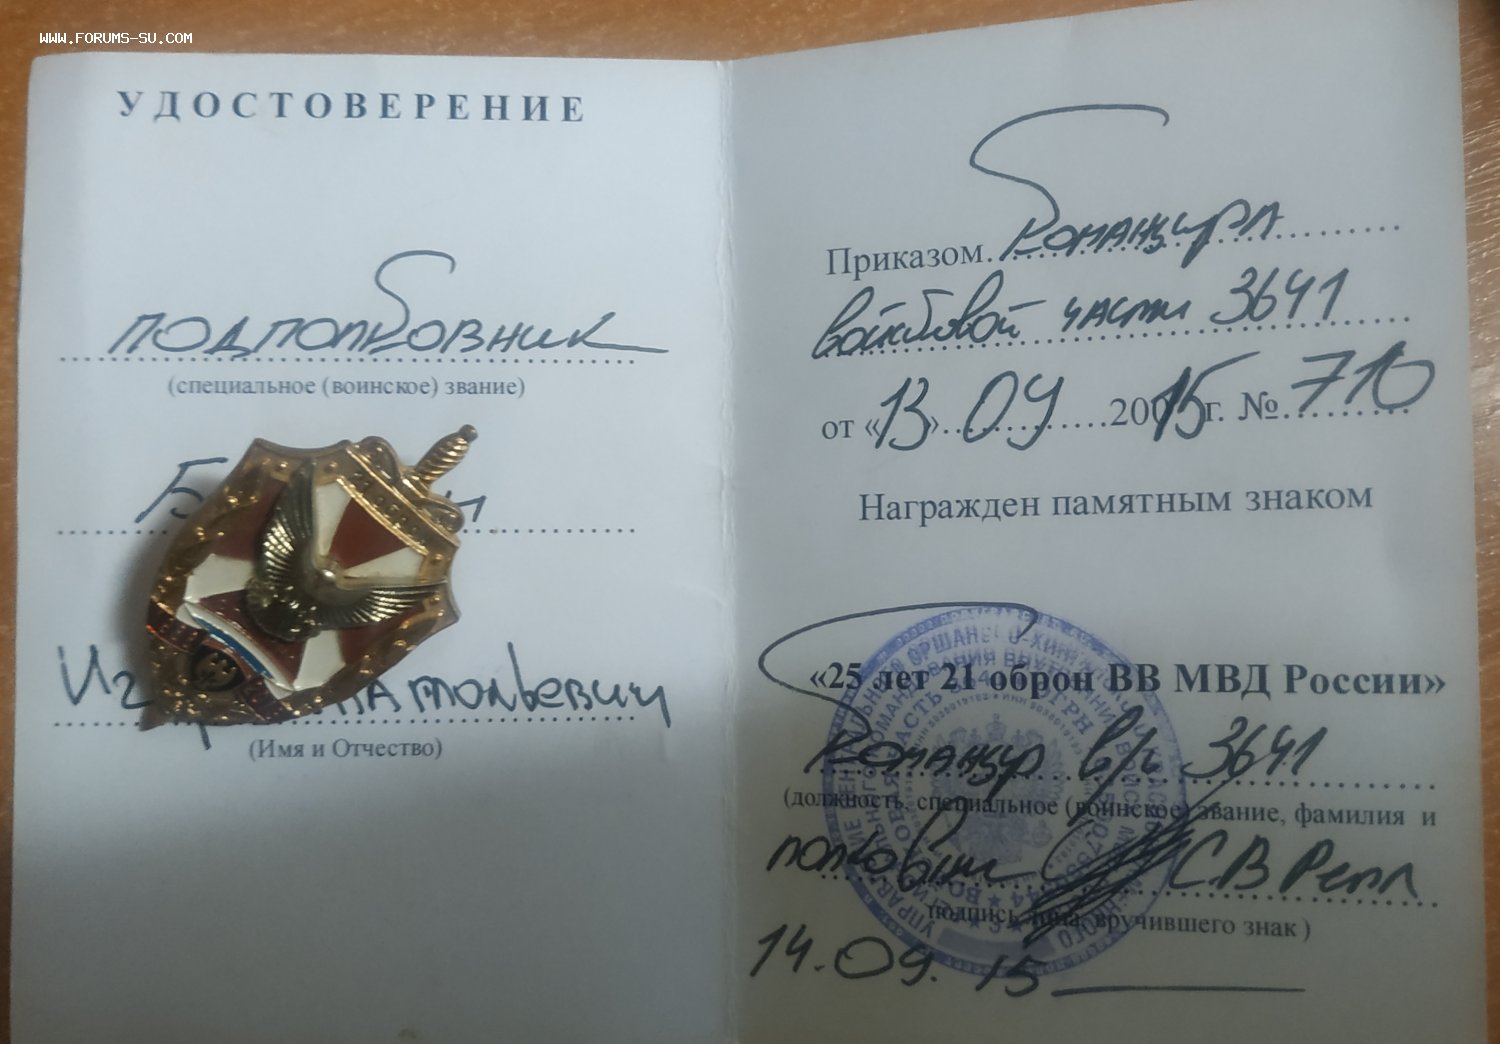 WWW.FORUMS-SU.COM
УДОСТОВЕРЕНИЕ
подполковник
(специальное (воинское) звание)
(Имя и Отчество)
Приказом Командира
войсковой части 3641
от «13» 09 2015 г. № 710
Награжден памятным знаком
«25 лет 21 оброн ВВ МВД России»
Командир в/ч 3641
(должность, специальное (воинское) звание, фамилия и
полковник С В
подпись лица, вручившего знак)
14.09.15